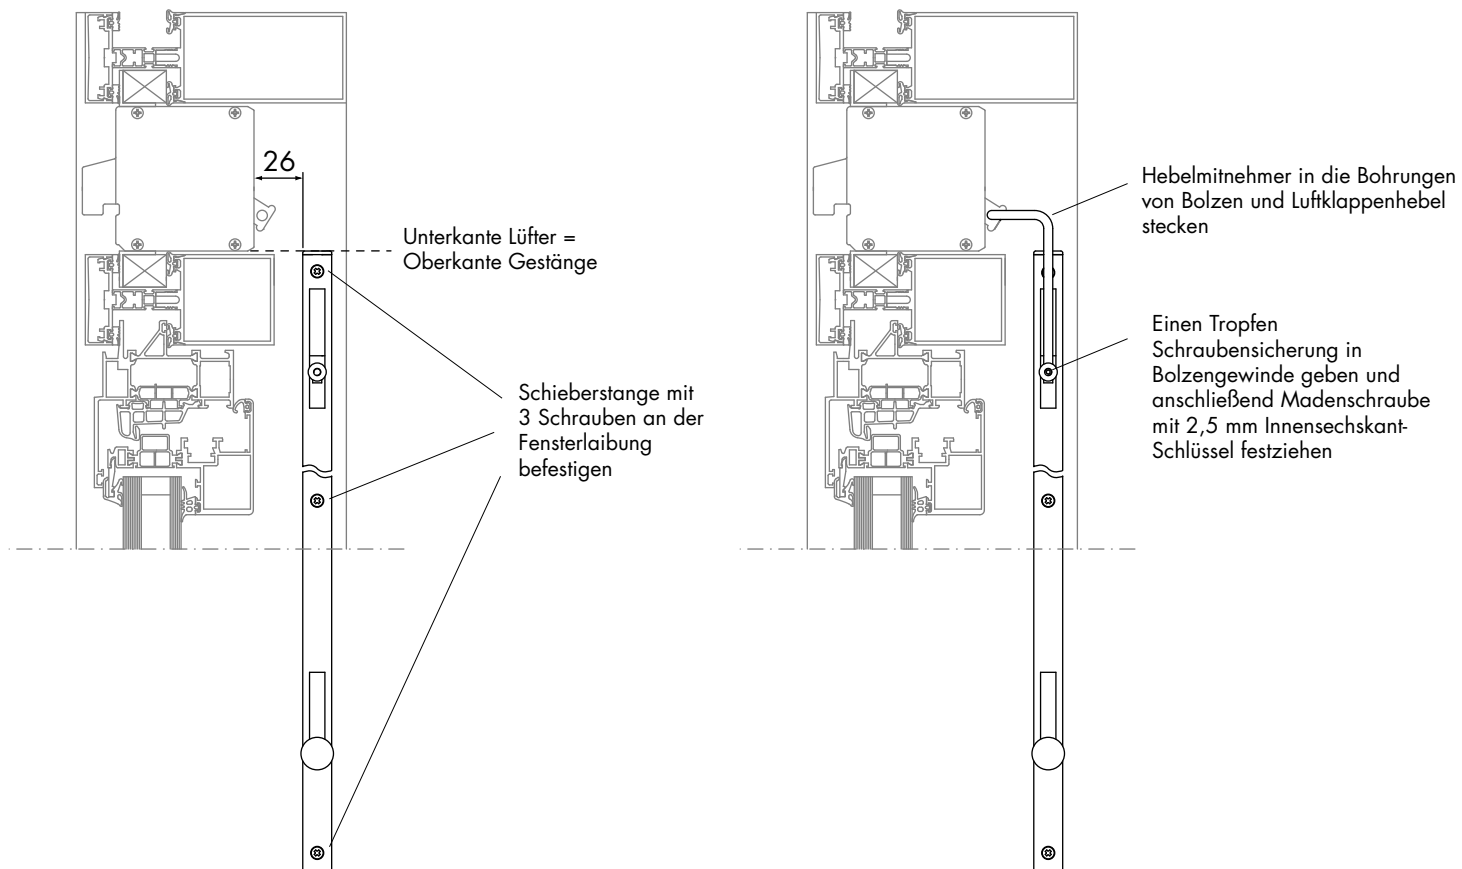 26
Unterkante Lüfter =
Oberkante Gestänge
Schieberstange mit
3 Schrauben an der
Fensterlaibung
befestigen
Hebelmitnehmer in die Bohrungen
von Bolzen und Luftklappenhebel
stecken
Einen Tropfen
Schraubensicherung in
Bolzengewinde geben und
anschließend Madenschraube
mit 2,5 mm Innensechskant-
Schlüssel festziehen